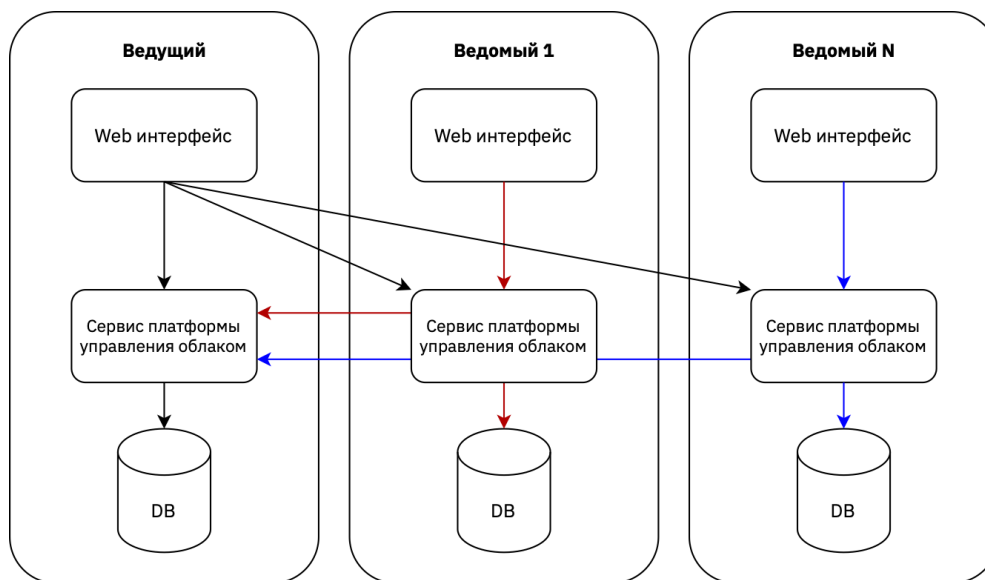 Ведущий
Ведомый 1
Ведомый N
Web интерфейс
Web интерфейс
Web интерфейс
Сервис платформы
управления облаком
Сервис платформы
управления облаком
Сервис платформы
управления облаком
DB
DB
DB